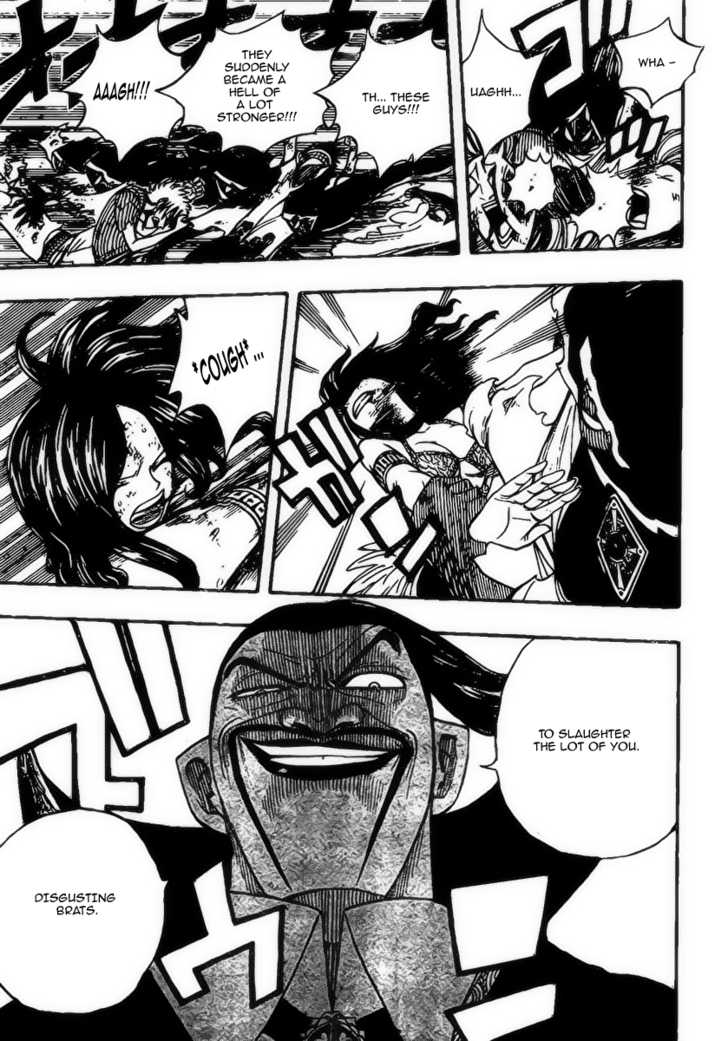 WHA –
UAGHH...
TH... THESE
GUYS!!!
THEY
SUDDENLY
BECAME A
HELL OF
A LOT
STRONGER!!!
AAAGH!!!
*COUGH*...
TO SLAUGHTER
THE LOT OF YOU.
DISGUSTING
BRATS.